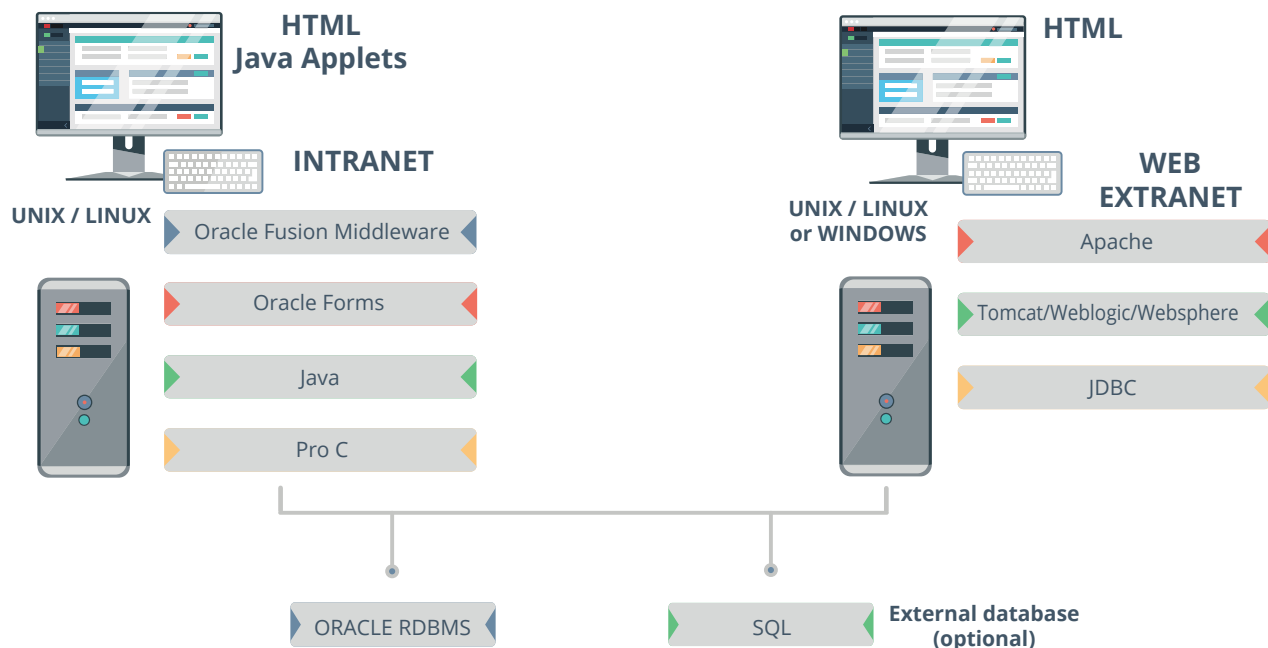 HTML
Java Applets
INTRANET
UNIX / LINUX
Oracle Fusion Middleware
Oracle Forms
Java
Pro C
HTML
WEB
EXTRANET
UNIX / LINUX
or WINDOWS
Apache
Tomcat/Weblogic/Websphere
JDBC
ORACLE RDBMS
SQL
External database
(optional)